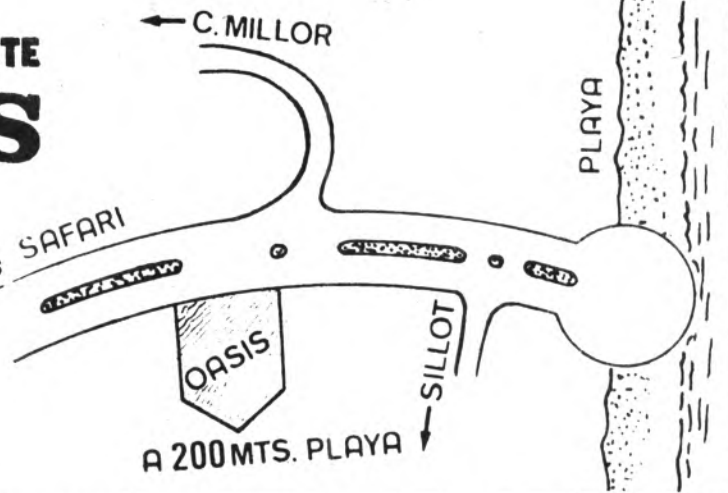 ← C. MILLOR
TE
S
PLAYA
SAFARI
OASIS
SILLOT
A 200 MTS. PLAYA